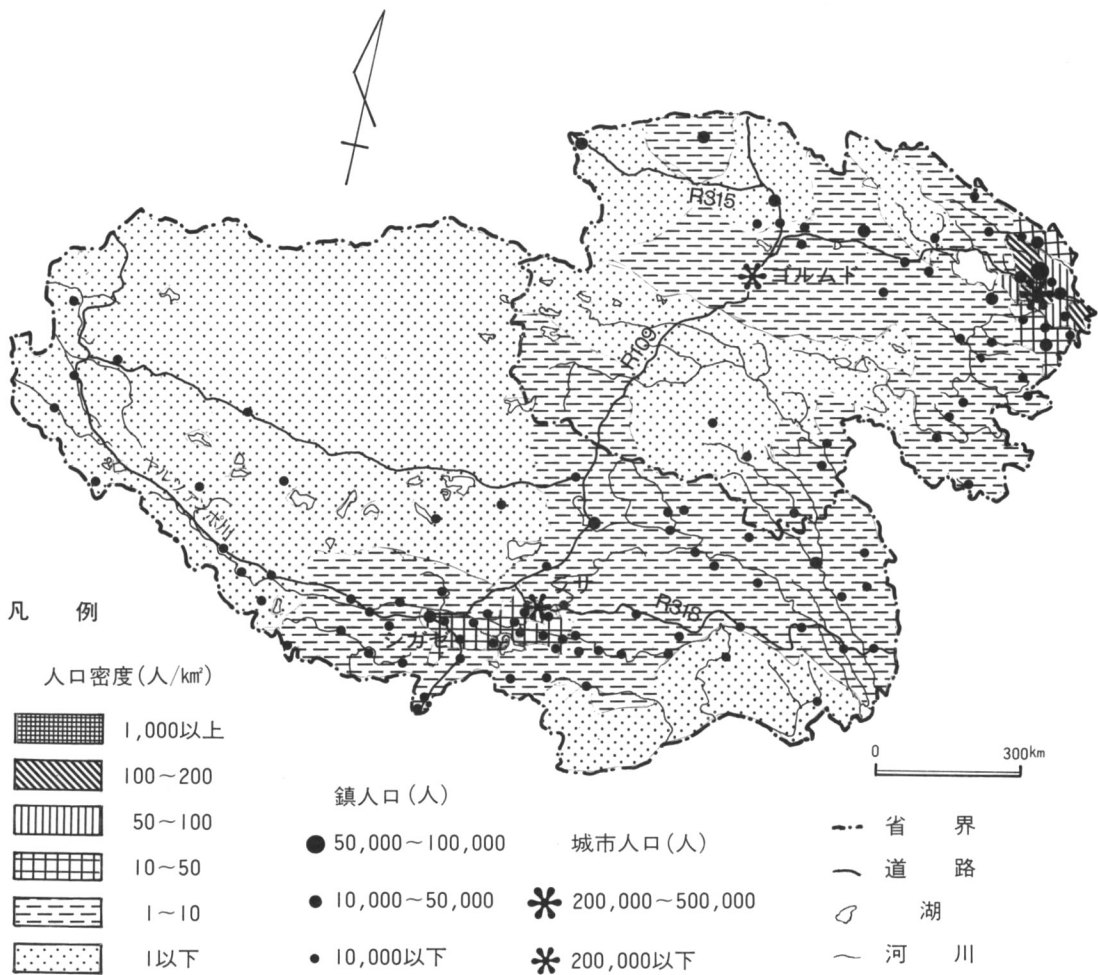 R315
ゴルムド
R109
ヤルツァンポ川
ラサ
R318
シガゼ
凡 例
人口密度(人/km²)
1,000以上
100~200
50~100
10~50
1~10
1以下
鎮人口(人)
50,000~100,000
10,000~50,000
10,000以下
城市人口(人)
200,000~500,000
200,000以下
0 300km
省 界
道 路
湖
河 川